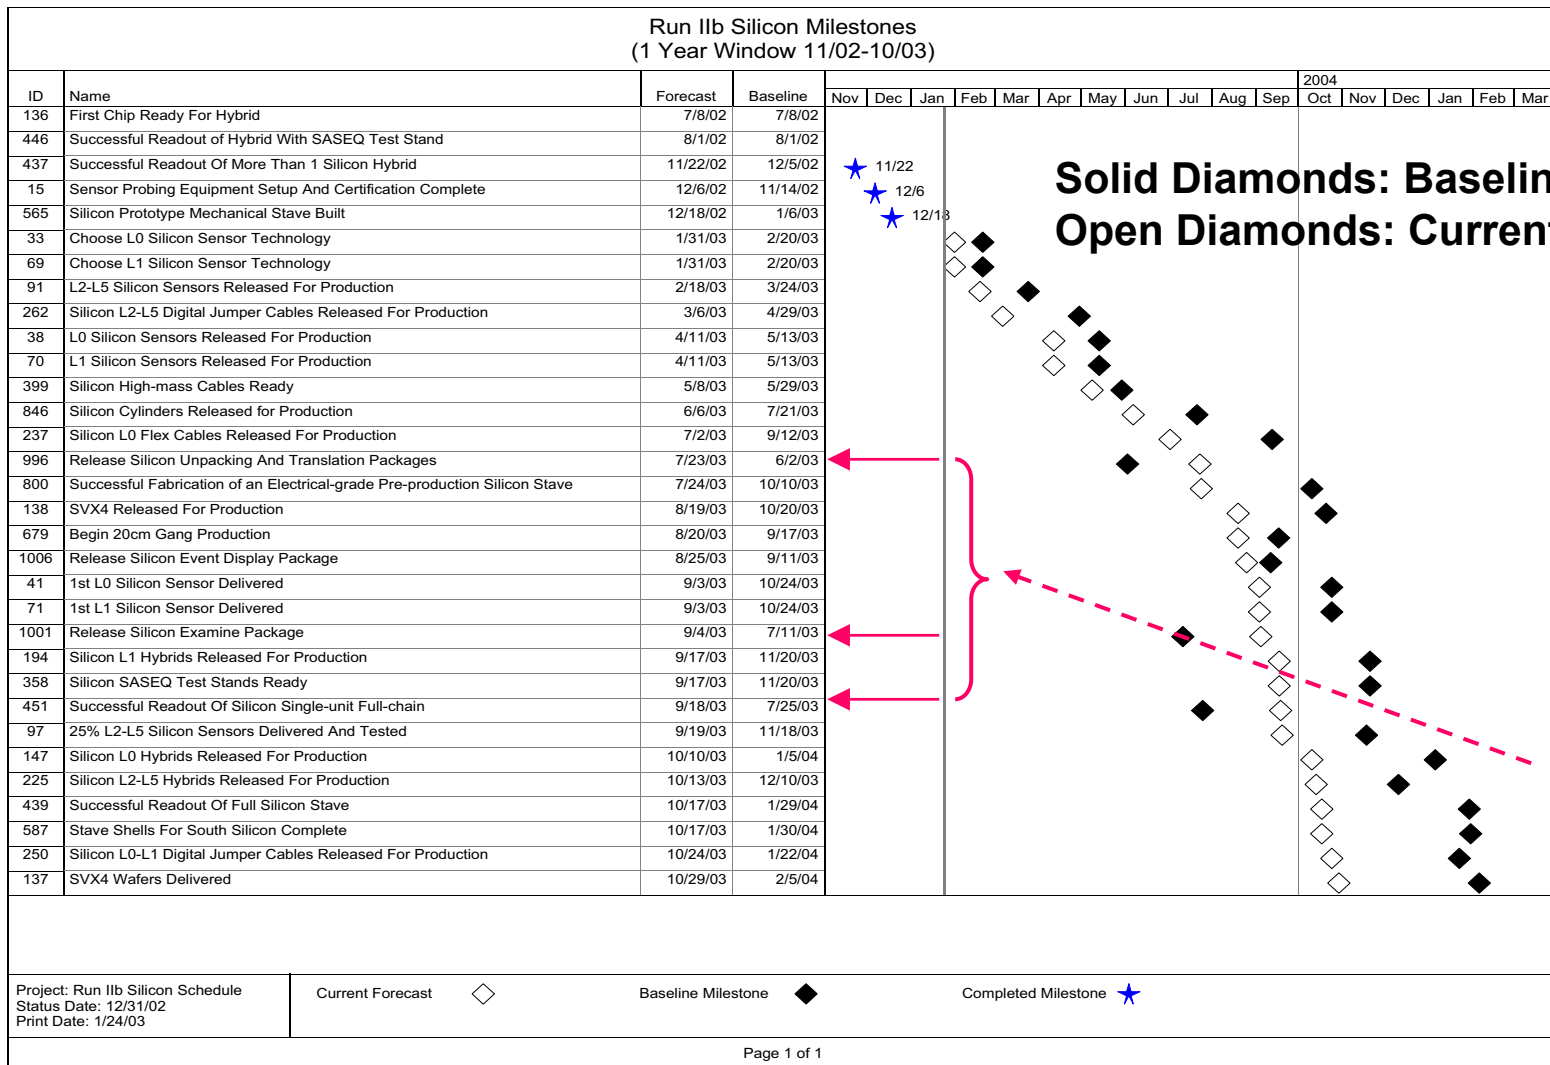 Run IIb Silicon Milestones
(1 Year Window 11/02-10/03)
2004
ID Name Forecast Baseline Nov Dec Jan Feb Mar Apr May Jun Jul Aug Sep Oct Nov Dec Jan Feb Mar
136 First Chip Ready For Hybrid 7/8/02 7/8/02
446 Successful Readout of Hybrid With SASEQ Test Stand 8/1/02 8/1/02
437 Successful Readout Of More Than 1 Silicon Hybrid 11/22/02 12/5/02 11/22
15 Sensor Probing Equipment Setup And Certification Complete 12/6/02 11/14/02 12/6
565 Silicon Prototype Mechanical Stave Built 12/18/02 1/6/03 12/18
Solid Diamonds: Baselin
Open Diamonds: Current
33 Choose L0 Silicon Sensor Technology 1/31/03 2/20/03
69 Choose L1 Silicon Sensor Technology 1/31/03 2/20/03
91 L2-L5 Silicon Sensors Released For Production 2/18/03 3/24/03
262 Silicon L2-L5 Digital Jumper Cables Released For Production 3/6/03 4/29/03
38 L0 Silicon Sensors Released For Production 4/11/03 5/13/03
70 L1 Silicon Sensors Released For Production 4/11/03 5/13/03
399 Silicon High-mass Cables Ready 5/8/03 5/29/03
846 Silicon Cylinders Released for Production 6/6/03 7/21/03
237 Silicon L0 Flex Cables Released For Production 7/2/03 9/12/03
996 Release Silicon Unpacking And Translation Packages 7/23/03 6/2/03
800 Successful Fabrication of an Electrical-grade Pre-production Silicon Stave 7/24/03 10/10/03
138 SVX4 Released For Production 8/19/03 10/20/03
679 Begin 20cm Gang Production 8/20/03 9/17/03
1006 Release Silicon Event Display Package 8/25/03 9/11/03
41 1st L0 Silicon Sensor Delivered 9/3/03 10/24/03
71 1st L1 Silicon Sensor Delivered 9/3/03 10/24/03
1001 Release Silicon Examine Package 9/4/03 7/11/03
194 Silicon L1 Hybrids Released For Production 9/17/03 11/20/03
358 Silicon SASEQ Test Stands Ready 9/17/03 11/20/03
451 Successful Readout Of Silicon Single-unit Full-chain 9/18/03 7/25/03
97 25% L2-L5 Silicon Sensors Delivered And Tested 9/19/03 11/18/03
147 Silicon L0 Hybrids Released For Production 10/10/03 1/5/04
225 Silicon L2-L5 Hybrids Released For Production 10/13/03 12/10/03
439 Successful Readout Of Full Silicon Stave 10/17/03 1/29/04
587 Stave Shells For South Silicon Complete 10/17/03 1/30/04
250 Silicon L0-L1 Digital Jumper Cables Released For Production 10/24/03 1/22/04
137 SVX4 Wafers Delivered 10/29/03 2/5/04
Project: Run IIb Silicon Schedule
Status Date: 12/31/02
Print Date: 1/24/03
Current Forecast Baseline Milestone Completed Milestone
Page 1 of 1